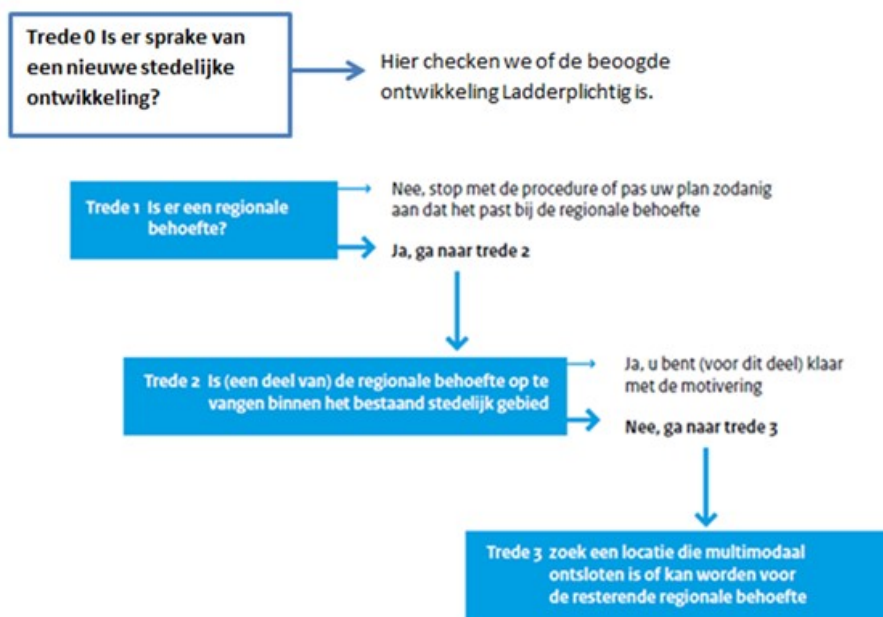 Trede 0 Is er sprake van
een nieuwe stedelijke
ontwikkeling?
Hier checken we of de beoogde
ontwikkeling Ladderplichtig is.
Trede 1 Is er een regionale
behoefte?
Nee, stop met de procedure of pas uw plan zodanig
aan dat het past bij de regionale behoefte
Ja, ga naar trede 2
Trede 2 Is (een deel van) de regionale behoefte op te
vangen binnen het bestaand stedelijk gebied
Ja, u bent (voor dit deel) klaar
met de motivering
Nee, ga naar trede 3
Trede 3 zoek een locatie die multimodaal
ontsloten is of kan worden voor
de resterende regionale behoefte